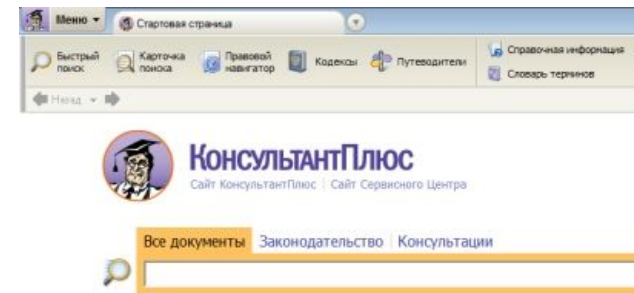 Меню Стартовая страница
Быстрый поиск Карточка поиска Правовой навигатор Кодексы Путеводители Справочная информация
Словарь терминов
Назад
КонсультантПлюс
Сайт КонсультантПлюс | Сайт Сервисного Центра
Все документы Законодательство Консультации